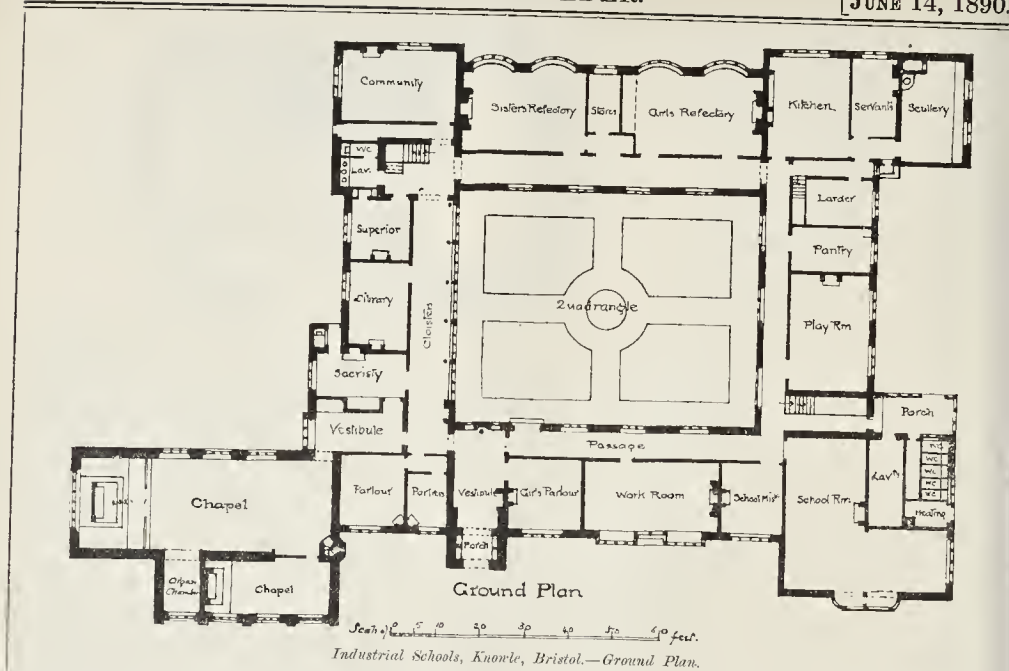 [JUNE 14, 1890.
Community
Sisters Refectory
Stores
Girls Refectory
Kitchen
Servants
Scullery
WC
Lav.
Larder
Superior
Pantry
Library
Cloisters
Quadrangle
Play Rm
Sacristy
Vestibule
Porch
Passage
Chapel
Parlour
Vestibule
Girls Parlour
Work Room
School Mist
School Rm.
Lavty
WC
WC
WC
WC
Heating
Porch
Organ
Chamber
Chapel
Ground Plan
Scale of 0 5 10 20 30 40 50 60 feet.
Industrial Schools, Knowle, Bristol.—Ground Plan.